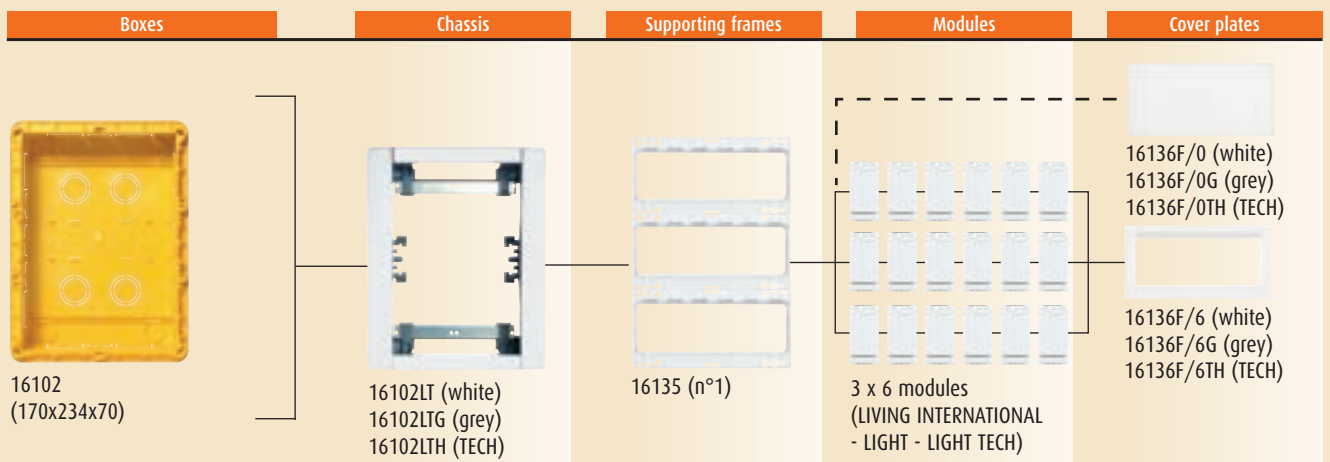 Boxes
Chassis
Supporting frames
Modules
Cover plates
16102
(170x234x70)
16102LT (white)
16102LTG (grey)
16102LTH (TECH)
16135 (n°1)
3 x 6 modules
(LIVING INTERNATIONAL
- LIGHT - LIGHT TECH)
16136F/0 (white)
16136F/0G (grey)
16136F/0TH (TECH)
16136F/6 (white)
16136F/6G (grey)
16136F/6TH (TECH)